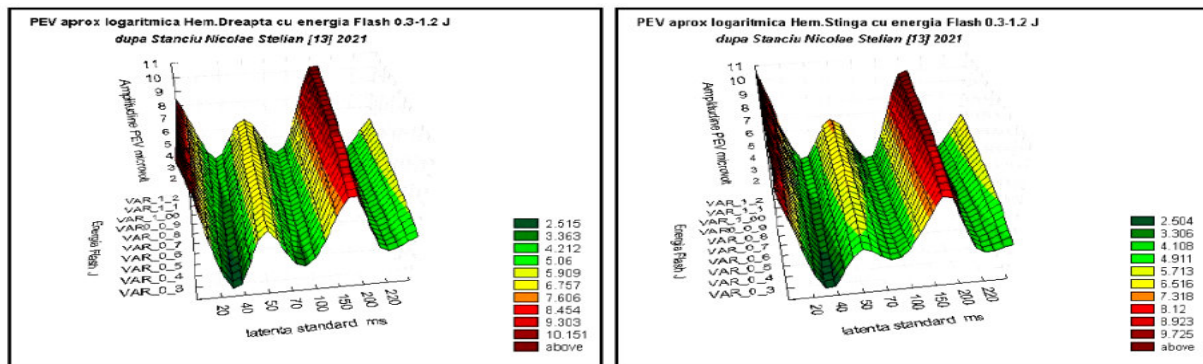 PEV aprox logaritmica Hem.Dreapta cu energia Flash 0.3-1.2 J
dupa Stanciu Nicolae Stelian [13] 2021
Amplitudine PEV microvolt
11
10
9
8
7
6
5
4
3
2
VAR_1_2
VAR_1_1
VAR_1_00
VAR0_0_9
VAR_0_8
VAR_0_7
VAR_0_6
VAR_0_5
VAR_0_4
VAR_0_3
Energia Flash J
20
40
50
70
100
150
200
220
latenta standard ms
2.515
3.363
4.212
5.06
5.909
6.757
7.606
8.454
9.303
10.151
above
PEV aprox logaritmica Hem.Stinga cu energia Flash 0.3-1.2 J
dupa Stanciu Nicolae Stelian [13] 2021
Amplitudine PEV microvolt
11
10
9
8
7
6
5
4
3
2
VAR_1_2
VAR_1_1
VAR_1_00
VAR0_0_9
VAR_0_8
VAR_0_7
VAR_0_6
VAR_0_5
VAR_0_4
VAR_0_3
Energia Flash J
20
40
50
70
100
150
200
220
latenta standard ms
2.504
3.306
4.108
4.911
5.713
6.516
7.318
8.12
8.923
9.725
above